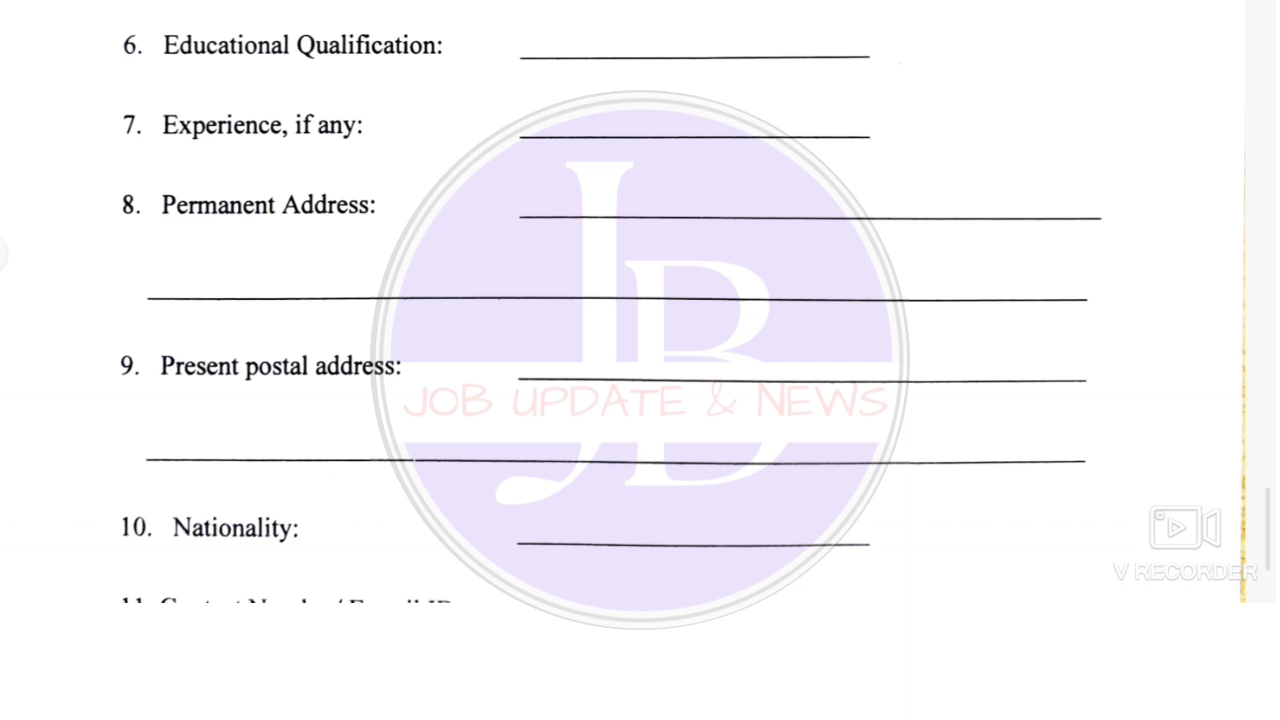 6. Educational Qualification:
7. Experience, if any:
8. Permanent Address:
9. Present postal address:
JOB UPDATE & NEWS
10. Nationality:
V RECORDER